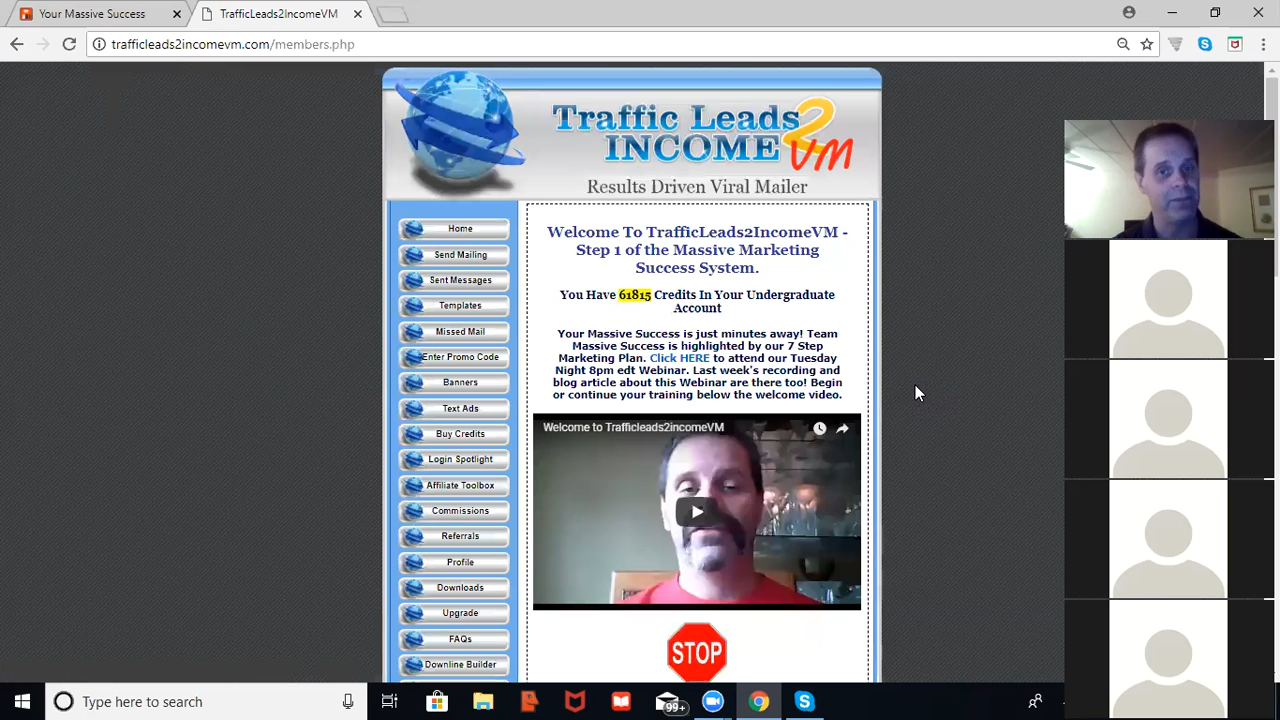 Your Massive Success
TrafficLeads2IncomeVM
trafficleads2incomevm.com/members.php
Traffic Leads 2
INCOME VM
Results Driven Viral Mailer
Home
Send Mailing
Sent Messages
Templates
Missed Mail
Enter Promo Code
Banners
Text Ads
Buy Credits
Login Spotlight
Affiliate Toolbox
Commissions
Referrals
Profile
Downloads
Upgrade
FAQs
Downline Builder
Welcome To TrafficLeads2IncomeVM -
Step 1 of the Massive Marketing
Success System.
You Have 61815 Credits In Your Undergraduate
Account
Your Massive Success is just minutes away! Team
Massive Success is highlighted by our 7 Step
Marketing Plan. Click HERE to attend our Tuesday
Night 8pm edt Webinar. Last week's recording and
blog article about this Webinar are there too! Begin
or continue your training below the welcome video.
Welcome to Trafficleads2incomeVM
STOP
Type here to search
99+